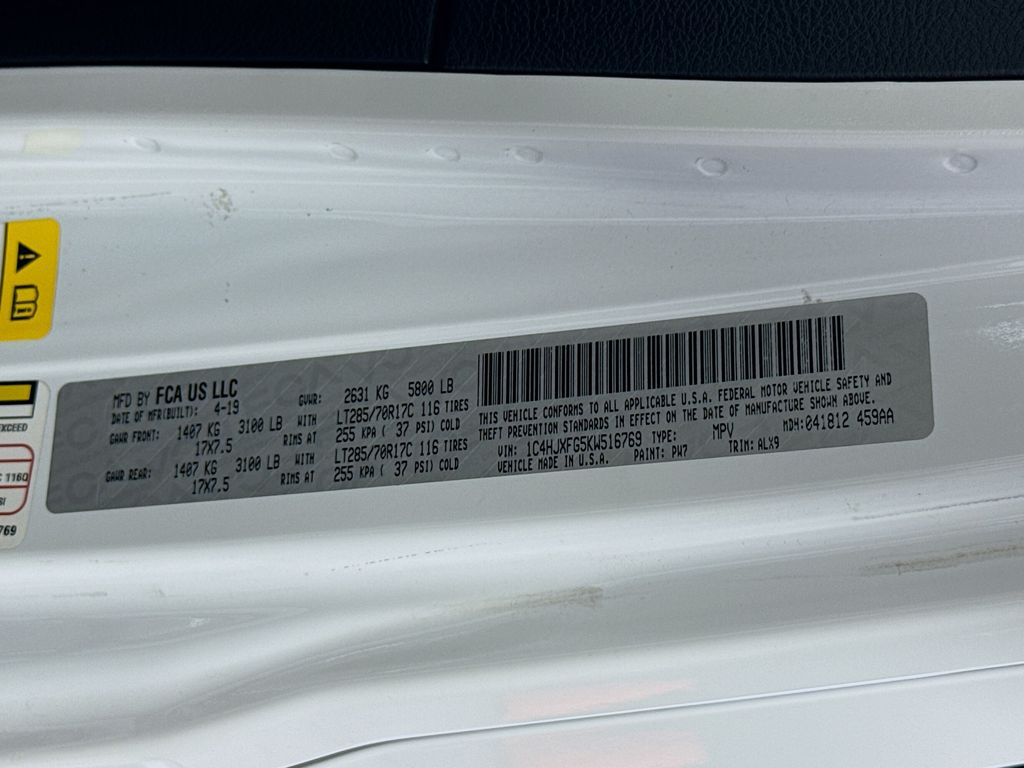 MFD BY FCA US LLC
DATE OF MFR(BUILT): 4-19
GVWR: 2631 KG 5800 LB
GAWR FRONT: 1407 KG 3100 LB WITH LT285/70R17C 116 TIRES
17X7.5 RIMS AT 255 KPA ( 37 PSI) COLD
GAWR REAR: 1407 KG 3100 LB WITH LT285/70R17C 116 TIRES
17X7.5 RIMS AT 255 KPA ( 37 PSI) COLD
THIS VEHICLE CONFORMS TO ALL APPLICABLE U.S.A. FEDERAL MOTOR VEHICLE SAFETY AND
THEFT PREVENTION STANDARDS IN EFFECT ON THE DATE OF MANUFACTURE SHOWN ABOVE.
VIN: 1C4HJXFG5KW516769 TYPE: MPV MDH:041812 459AA
VEHICLE MADE IN U.S.A. PAINT: PW7 TRIM: ALX9
EXCEED
C 116Q
SI
769